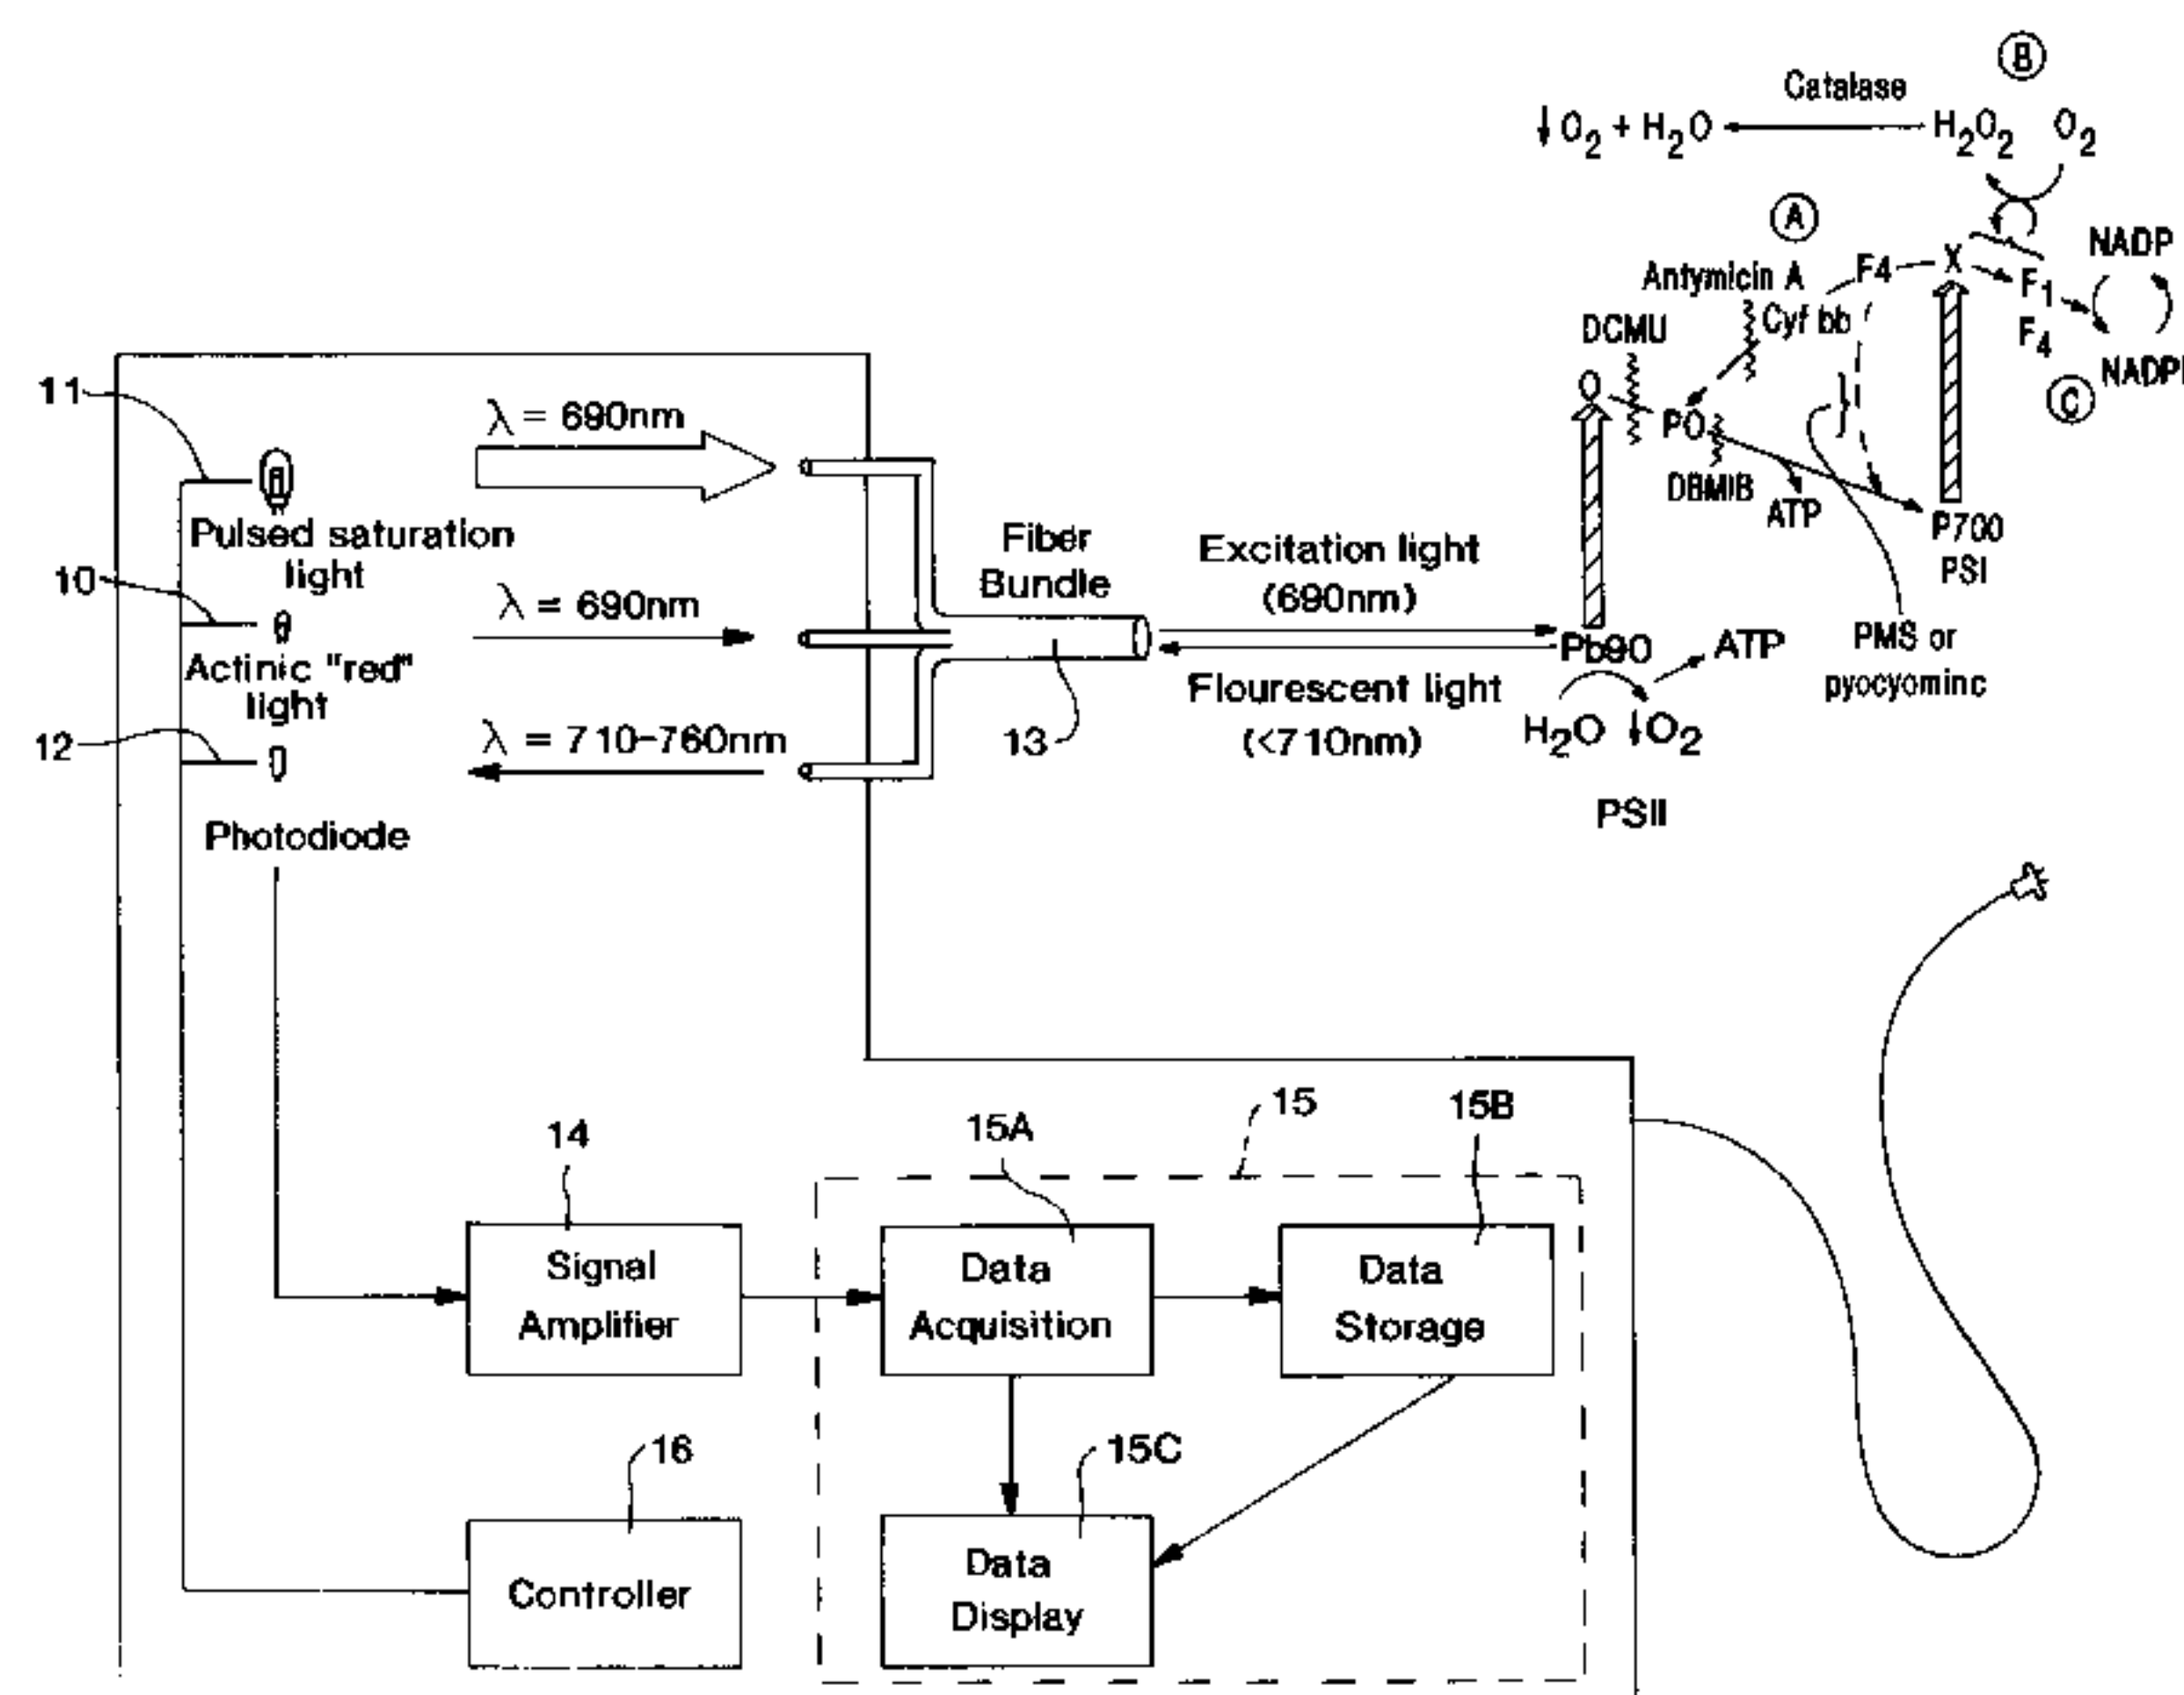 B
Catalase
↓O2 + H2O
H2O2
O2
A
NADP
Antymicin A
F4
X
F1
DCMU
Cyf bb
F4
NADP
C
11
λ = 690nm
O
PO
DBMIB
ATP
P700
PSI
Pulsed saturation
light
Fiber
Bundle
Excitation light
(690nm)
10
λ = 690nm
Actinic "red"
light
Pb90
ATP
PMS or
pyocyominc
Flourescent light
(<710nm)
12
λ = 710-760nm
13
H2O ↓O2
PSII
Photodiode
14
15A
15
15B
Signal
Amplifier
Data
Acquisition
Data
Storage
16
15C
Controller
Data
Display